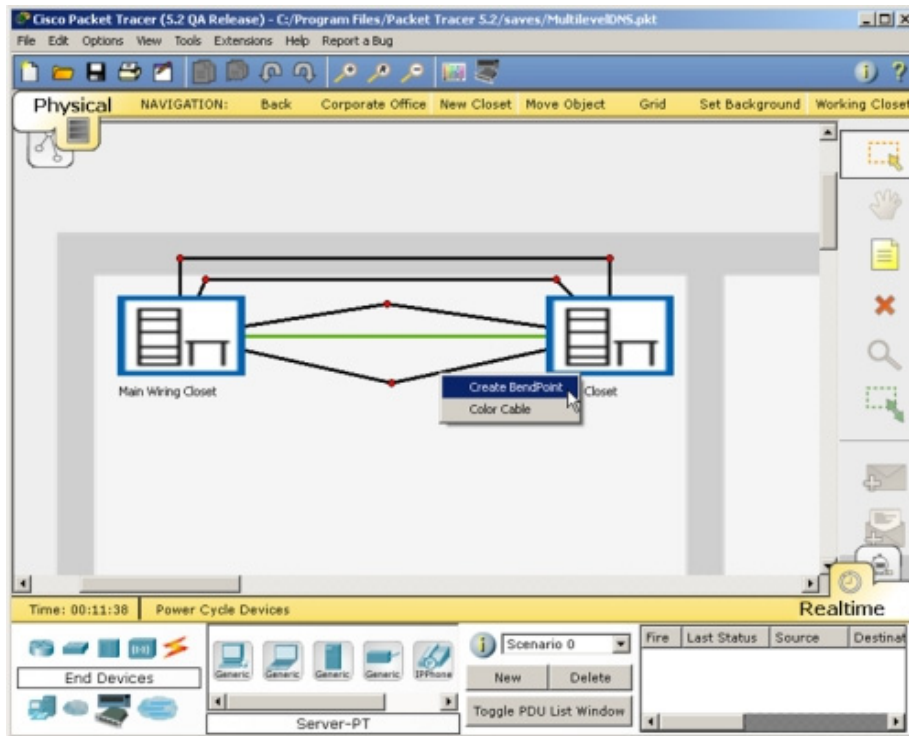 Cisco Packet Tracer (5.2 QA Release) - C:/Program Files/Packet Tracer 5.2/saves/MultilevelDNS.pkt
File Edit Options View Tools Extensions Help Report a Bug
Physical NAVIGATION: Back Corporate Office New Closet Move Object Grid Set Background Working Closet
Main Wiring Closet
Closet
Create BendPoint
Color Cable
Time: 00:11:38 Power Cycle Devices
Realtime
End Devices
Generic Generic Generic Generic IPPhone
Server-PT
Scenario 0
New Delete
Toggle PDU List Window
Fire Last Status Source Destinat